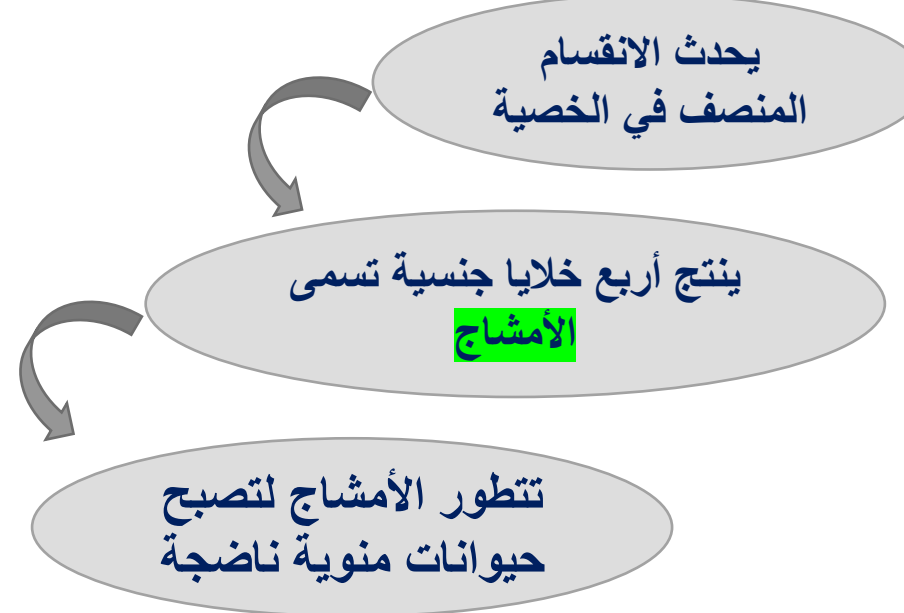 يحدث الانقسام
المنصف في الخصية
ينتج أربع خلايا جنسية تسمى
الأمشاج
تتطور الأمشاج لتصبح
حيوانات منوية ناضجة